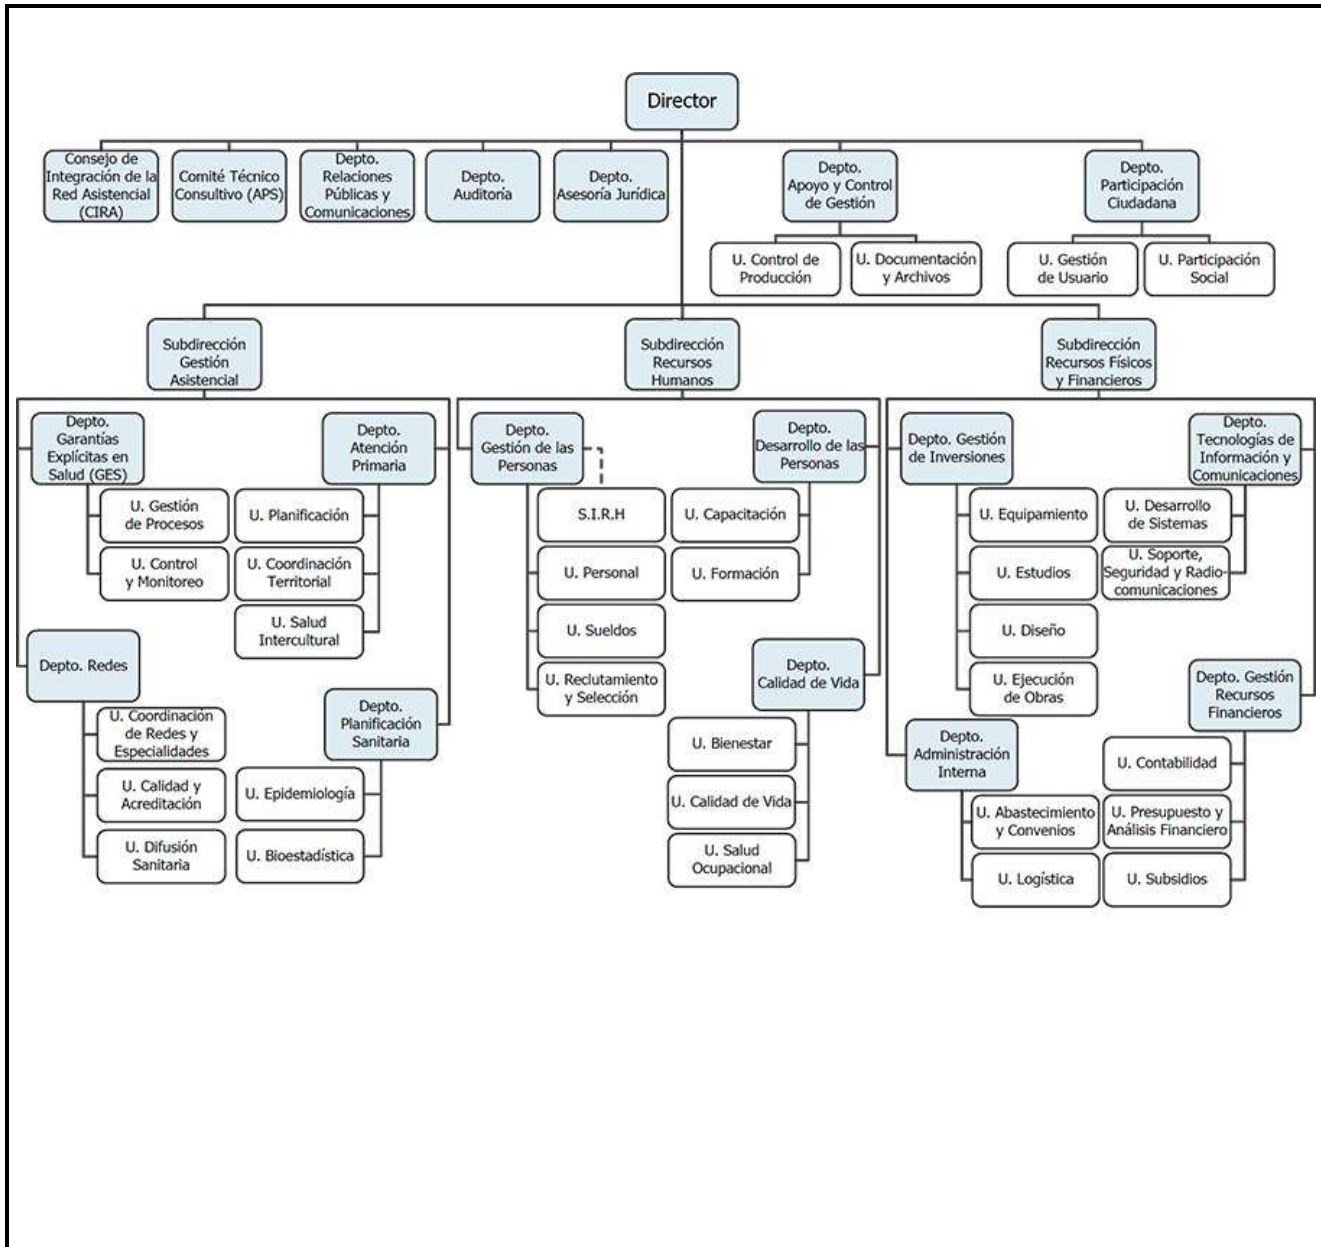 Director
Consejo de
Integración de la
Red Asistencial
(CIRA)
Comité Técnico
Consultivo (APS)
Depto.
Relaciones
Públicas y
Comunicaciones
Depto.
Auditoría
Depto.
Asesoría Jurídica
Depto.
Apoyo y Control
de Gestión
Depto.
Participación
Ciudadana
U. Control de
Producción
U. Documentación
y Archivos
U. Gestión
de Usuario
U. Participación
Social
Subdirección
Gestión
Asistencial
Subdirección
Recursos
Humanos
Subdirección
Recursos Físicos
y Financieros
Depto.
Garantías
Explícitas en
Salud (GES)
U. Gestión
de Procesos
U. Control
y Monitoreo
Depto.
Atención
Primaria
U. Planificación
U. Coordinación
Territorial
U. Salud
Intercultural
Depto. Redes
U. Coordinación
de Redes y
Especialidades
U. Calidad y
Acreditación
U. Difusión
Sanitaria
Depto.
Planificación
Sanitaria
U. Epidemiología
U. Bioestadística
Depto.
Gestión de las
Personas
S.I.R.H
U. Personal
U. Sueldos
U. Reclutamiento
y Selección
Depto.
Desarrollo de las
Personas
U. Capacitación
U. Formación
Depto.
Calidad de Vida
U. Bienestar
U. Calidad de Vida
U. Salud
Ocupacional
Depto. Gestión
de Inversiones
U. Equipamiento
U. Estudios
U. Diseño
U. Ejecución
de Obras
Depto.
Tecnologías de
Información y
Comunicaciones
U. Desarrollo
de Sistemas
U. Soporte,
Seguridad y Radio-
comunicaciones
Depto.
Administración
Interna
U. Abastecimiento
y Convenios
U. Logística
Depto. Gestión
Recursos
Financieros
U. Contabilidad
U. Presupuesto y
Análisis Financiero
U. Subsidios